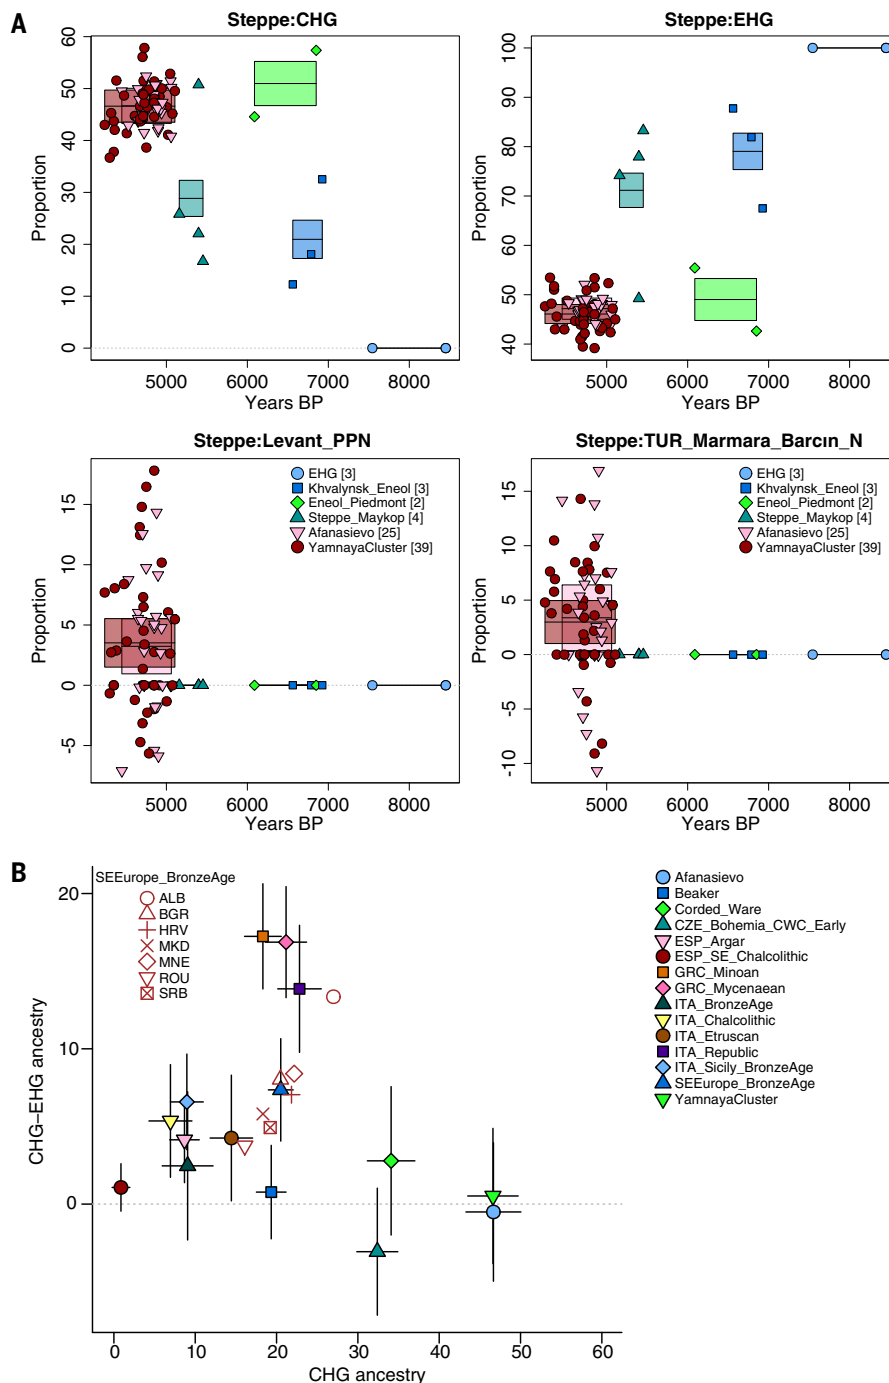 A
Steppe:CHG
Proportion
60
50
40
30
20
10
0
5000 6000 7000 8000
Years BP
Steppe:EHG
Proportion
100
90
80
70
60
50
40
5000 6000 7000 8000
Years BP
Steppe:Levant_PPN
Proportion
15
10
5
0
-5
EHG [3]
Khvalynsk_Eneol [3]
Eneol_Piedmont [2]
Steppe_Maykop [4]
Afanasievo [25]
YamnayaCluster [39]
5000 6000 7000 8000
Years BP
Steppe:TUR_Marmara_Barcın_N
Proportion
15
10
5
0
-5
-10
EHG [3]
Khvalynsk_Eneol [3]
Eneol_Piedmont [2]
Steppe_Maykop [4]
Afanasievo [25]
YamnayaCluster [39]
5000 6000 7000 8000
Years BP
B
SEEurope_BronzeAge
ALB
BGR
HRV
MKD
MNE
ROU
SRB
CHG–EHG ancestry
20
10
0
0 10 20 30 40 50 60
CHG ancestry
Afanasievo
Beaker
Corded_Ware
CZE_Bohemia_CWC_Early
ESP_Argar
ESP_SE_Chalcolithic
GRC_Minoan
GRC_Mycenaean
ITA_BronzeAge
ITA_Chalcolithic
ITA_Etruscan
ITA_Republic
ITA_Sicily_BronzeAge
SEEurope_BronzeAge
YamnayaCluster